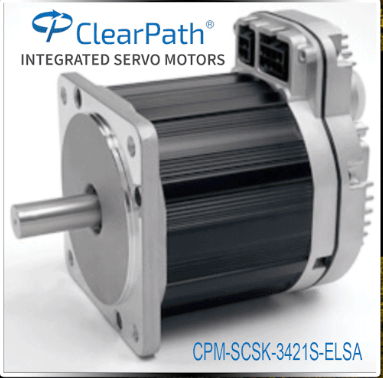 ClearPath®
INTEGRATED SERVO MOTORS
CPM-SCSK-3421S-ELSA